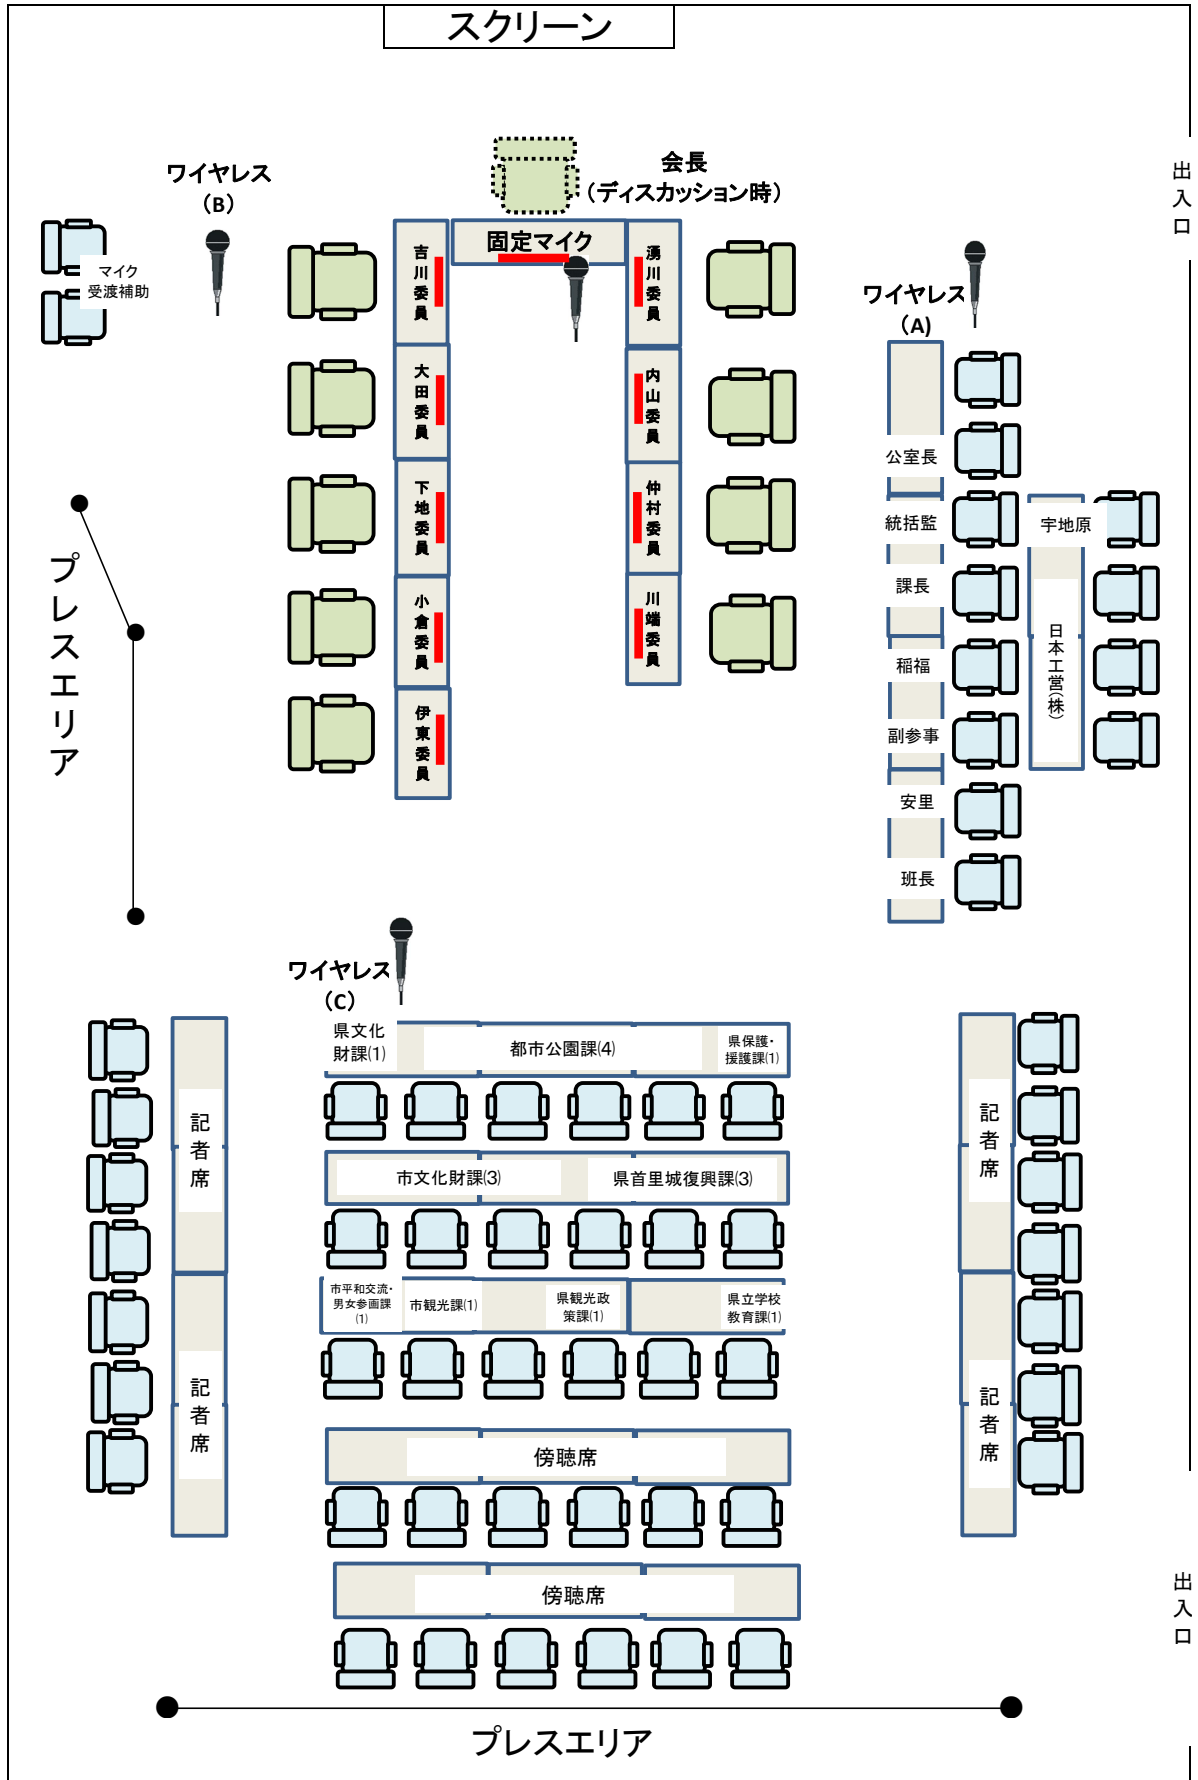 スクリーン
出入口
会長
(ディスカッション時)
ワイヤレス
(B)
マイク
受渡補助
固定マイク
吉川委員
湧川委員
ワイヤレス
(A)
大田委員
内山委員
下地委員
仲村委員
小倉委員
川端委員
伊東委員
公室長
統括監
宇地原
課長
日本工営(株)
稲福
副参事
安里
班長
プレスエリア
ワイヤレス
(C)
県文化
財課(1)
都市公園課(4)
県保護・
援護課(1)
記者席
記者席
市文化財課(3)
県首里城復興課(3)
市平和交流・
男女参画課
(1)
市観光課(1)
県観光政
策課(1)
県立学校
教育課(1)
記者席
記者席
傍聴席
傍聴席
出入口
プレスエリア